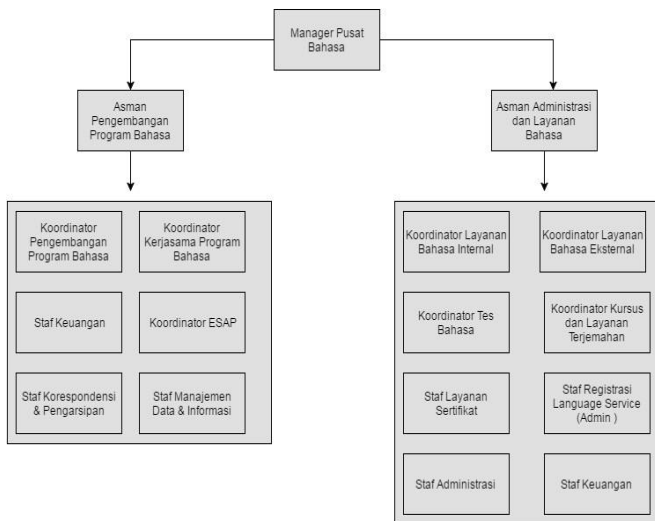 Manager Pusat
Bahasa
Asman
Pengembangan
Program Bahasa
Asman Administrasi
dan Layanan
Bahasa
Koordinator
Pengembangan
Program Bahasa
Koordinator
Kerjasama Program
Bahasa
Staf Keuangan
Koordinator ESAP
Staf Korespondensi
& Pengarsipan
Staf Manajemen
Data & Informasi
Koordinator Layanan
Bahasa Internal
Koordinator Layanan
Bahasa Eksternal
Koordinator Tes
Bahasa
Koordinator Kursus
dan Layanan
Terjemahan
Staf Layanan
Sertifikat
Staf Registrasi
Language Service
(Admin )
Staf Administrasi
Staf Keuangan